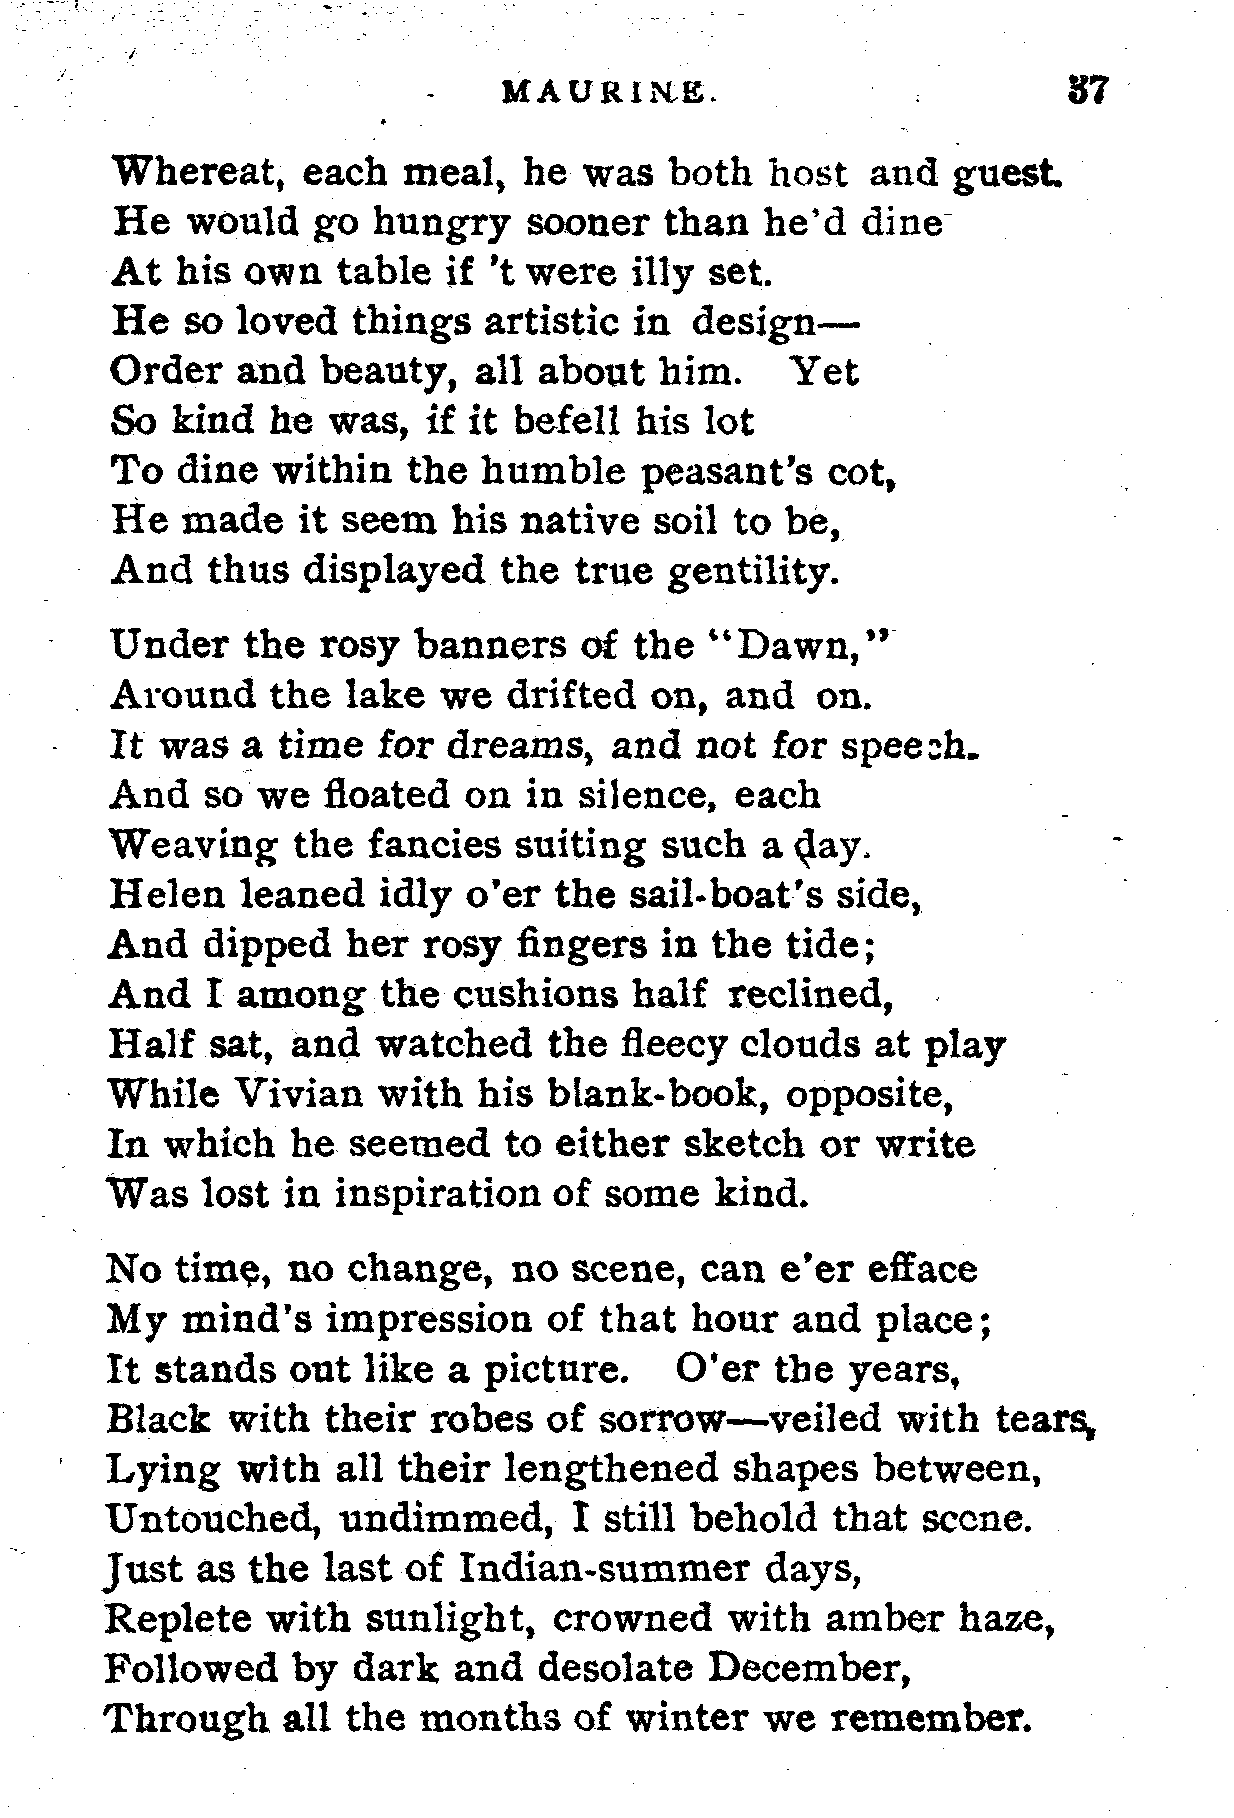 MAURINE. 37
Whereat, each meal, he was both host and guest.
He would go hungry sooner than he'd dine
At his own table if 't were illy set.
He so loved things artistic in design—
Order and beauty, all about him. Yet
So kind he was, if it befell his lot
To dine within the humble peasant's cot,
He made it seem his native soil to be,
And thus displayed the true gentility.
Under the rosy banners of the "Dawn,"
Around the lake we drifted on, and on.
It was a time for dreams, and not for speech.
And so we floated on in silence, each
Weaving the fancies suiting such a day.
Helen leaned idly o'er the sail-boat's side,
And dipped her rosy fingers in the tide;
And I among the cushions half reclined,
Half sat, and watched the fleecy clouds at play
While Vivian with his blank-book, opposite,
In which he seemed to either sketch or write
Was lost in inspiration of some kind.
No time, no change, no scene, can e'er efface
My mind's impression of that hour and place;
It stands out like a picture. O'er the years,
Black with their robes of sorrow—veiled with tears,
Lying with all their lengthened shapes between,
Untouched, undimmed, I still behold that scene.
Just as the last of Indian-summer days,
Replete with sunlight, crowned with amber haze,
Followed by dark and desolate December,
Through all the months of winter we remember.